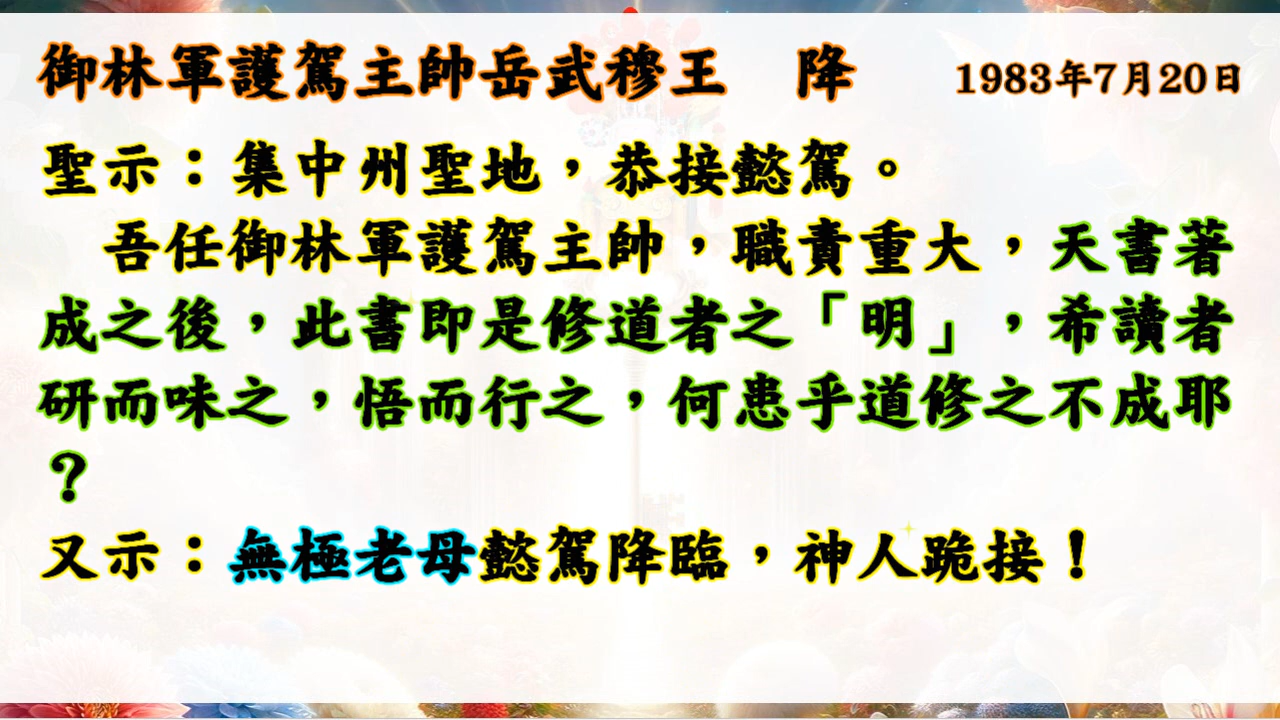 御林軍護駕主帥岳武穆王　降　1983年7月20日
聖示：集中州聖地，恭接懿駕。
吾任御林軍護駕主帥，職責重大，天書著
成之後，此書即是修道者之「明」，希讀者
研而味之，悟而行之，何患乎道修之不成耶
？
又示：無極老母懿駕降臨，神人跪接！